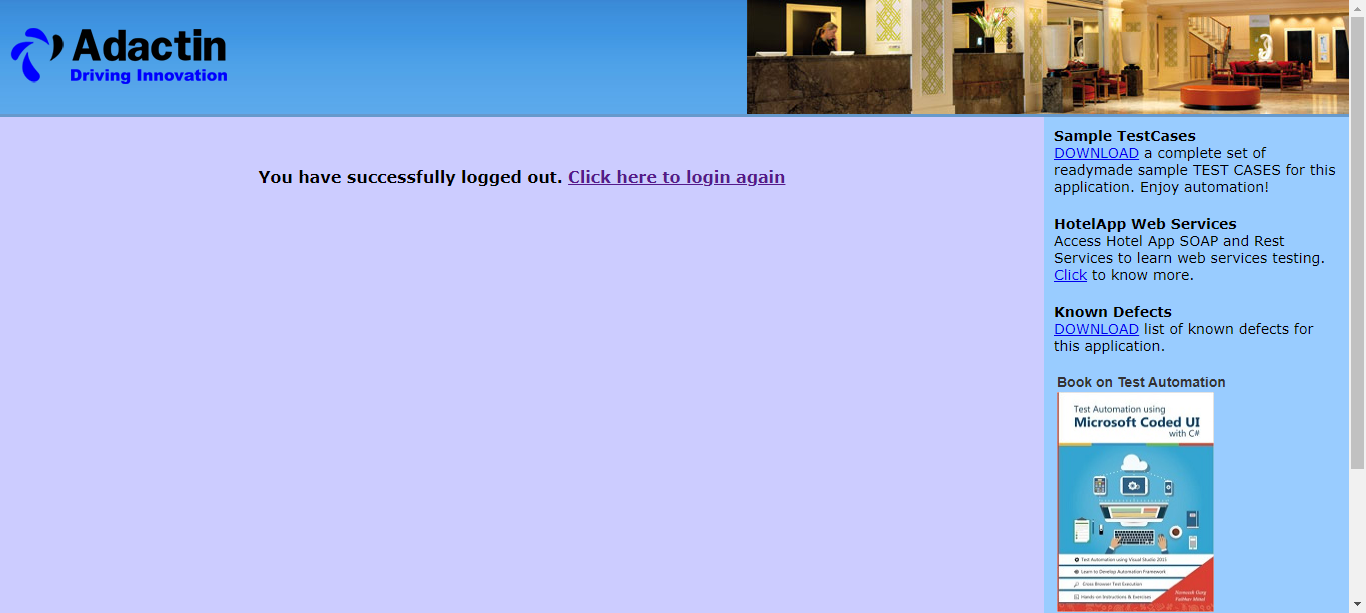 Adactin
Driving Innovation
You have successfully logged out. Click here to login again
Sample TestCases
DOWNLOAD a complete set of
readymade sample TEST CASES for this
application. Enjoy automation!
HotelApp Web Services
Access Hotel App SOAP and Rest
Services to learn web services testing.
Click to know more.
Known Defects
DOWNLOAD list of known defects for
this application.
Book on Test Automation
Test Automation using
Microsoft Coded UI
with C#
Test Automation using Visual Studio 2013
Learn to Develop Automation Framework
Cross Browser Test Execution
Hands-on Instructions & Exercises
Navneesh Garg
Vaibhav Mittal